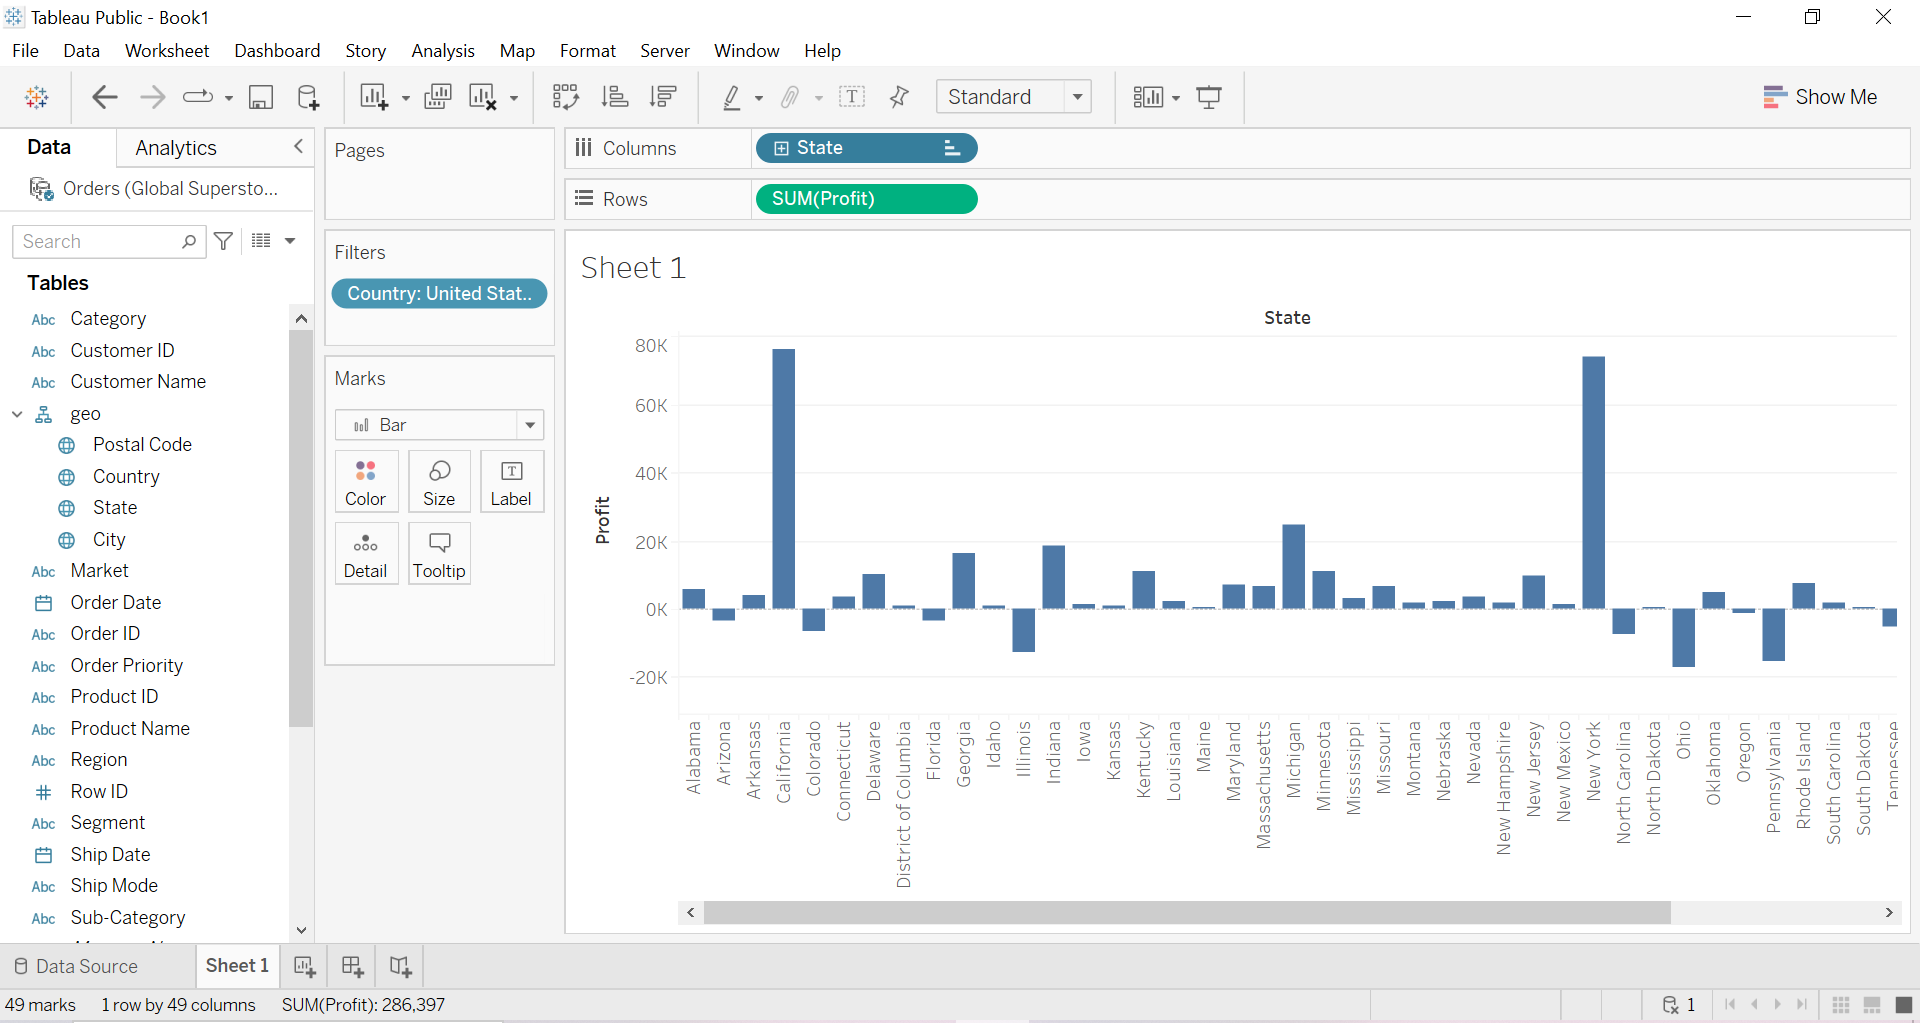 Tableau Public - Book1
File Data Worksheet Dashboard Story Analysis Map Format Server Window Help
Standard
Show Me
Data Analytics
Orders (Global Supersto...
Search
Tables
Abc Category
Abc Customer ID
Abc Customer Name
geo
Postal Code
Country
State
City
Abc Market
Order Date
Abc Order ID
Abc Order Priority
Abc Product ID
Abc Product Name
Abc Region
# Row ID
Abc Segment
Ship Date
Abc Ship Mode
Abc Sub-Category
Pages
Filters
Country: United Stat..
Marks
Bar
Color Size Label
Detail Tooltip
Columns State
Rows SUM(Profit)
Sheet 1
State
Profit
80K
60K
40K
20K
0K
-20K
Alabama
Arizona
Arkansas
California
Colorado
Connecticut
Delaware
District of Columbia
Florida
Georgia
Idaho
Illinois
Indiana
Iowa
Kansas
Kentucky
Louisiana
Maine
Maryland
Massachusetts
Michigan
Minnesota
Mississippi
Missouri
Montana
Nebraska
Nevada
New Hampshire
New Jersey
New Mexico
New York
North Carolina
North Dakota
Ohio
Oklahoma
Oregon
Pennsylvania
Rhode Island
South Carolina
South Dakota
Tennessee
Data Source Sheet 1
49 marks 1 row by 49 columns SUM(Profit): 286,397
1